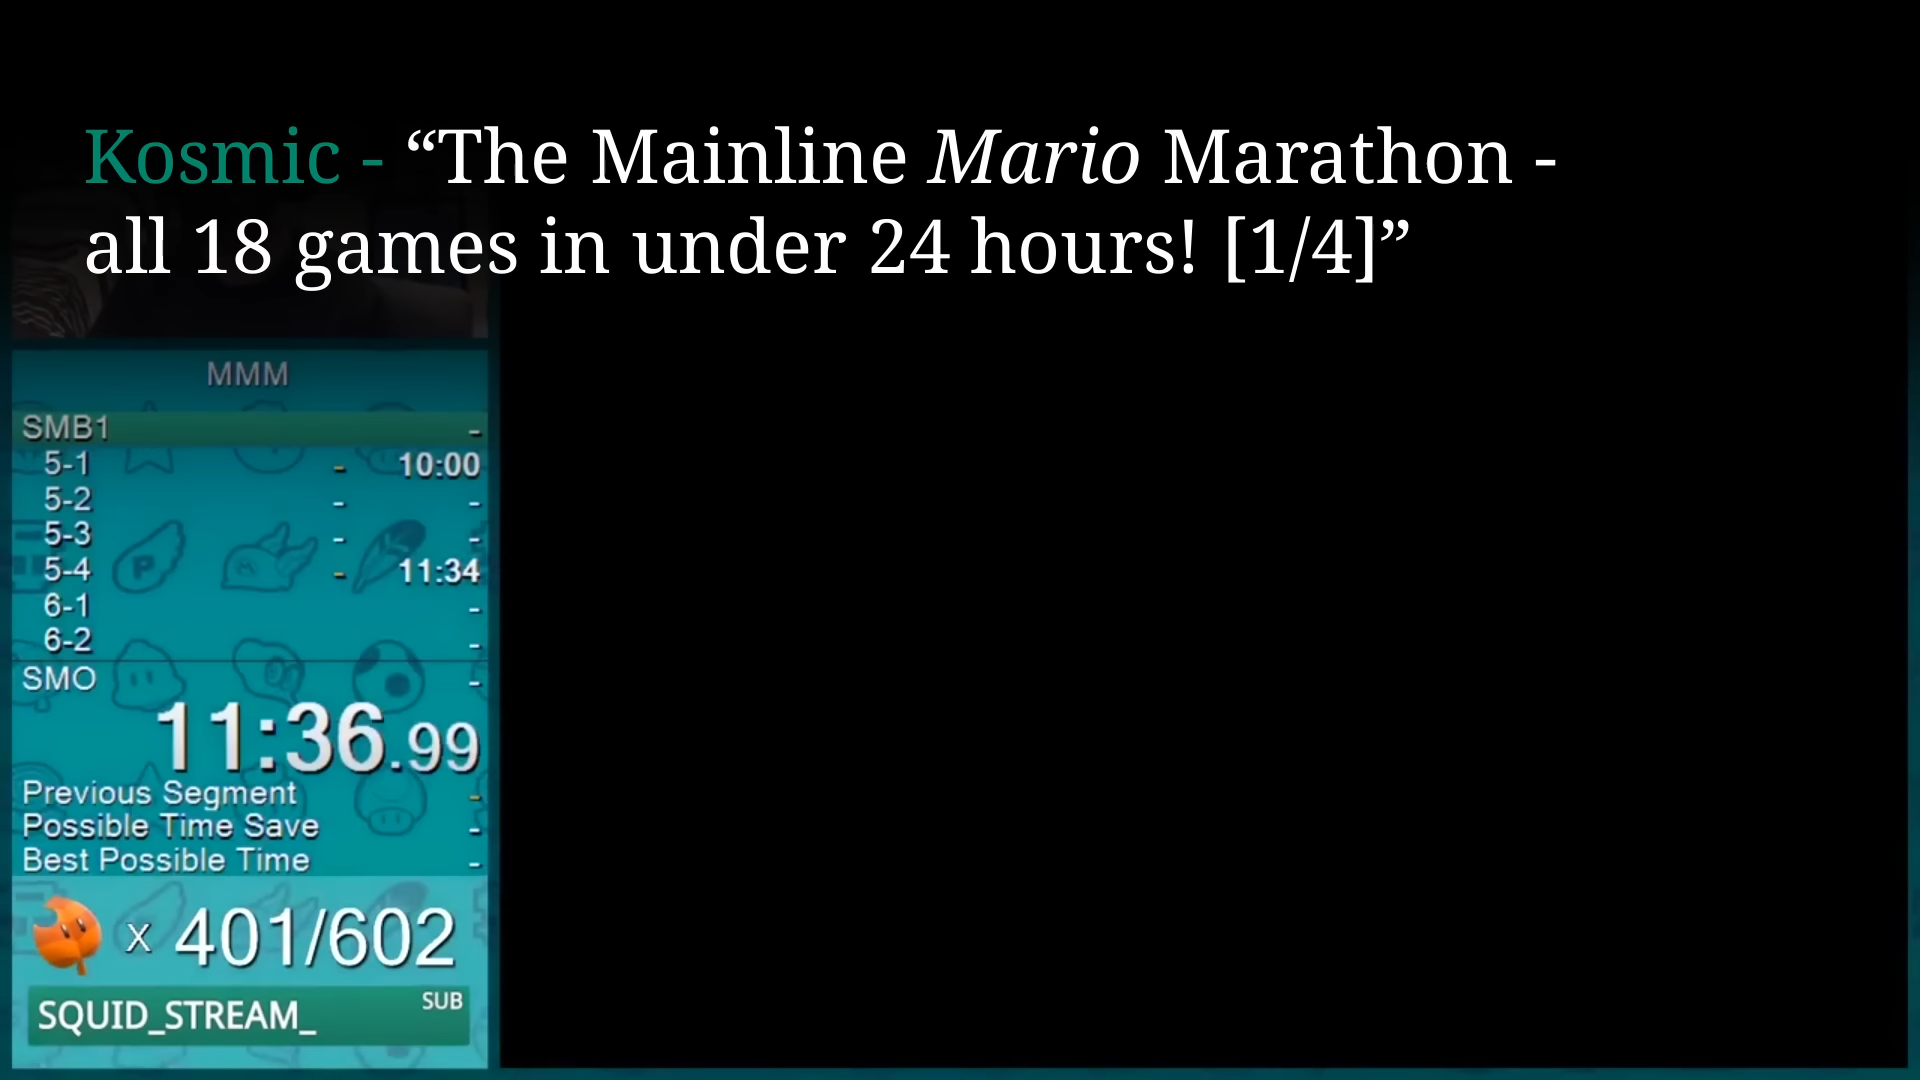 Kosmic - “The Mainline Mario Marathon -
all 18 games in under 24 hours! [1/4]”
MMM
SMB1 -
5-1 - 10:00
5-2 - -
5-3 - -
5-4 - 11:34
6-1 -
6-2 -
SMO -
11:36.99
Previous Segment -
Possible Time Save -
Best Possible Time -
x 401/602
SQUID_STREAM_ SUB